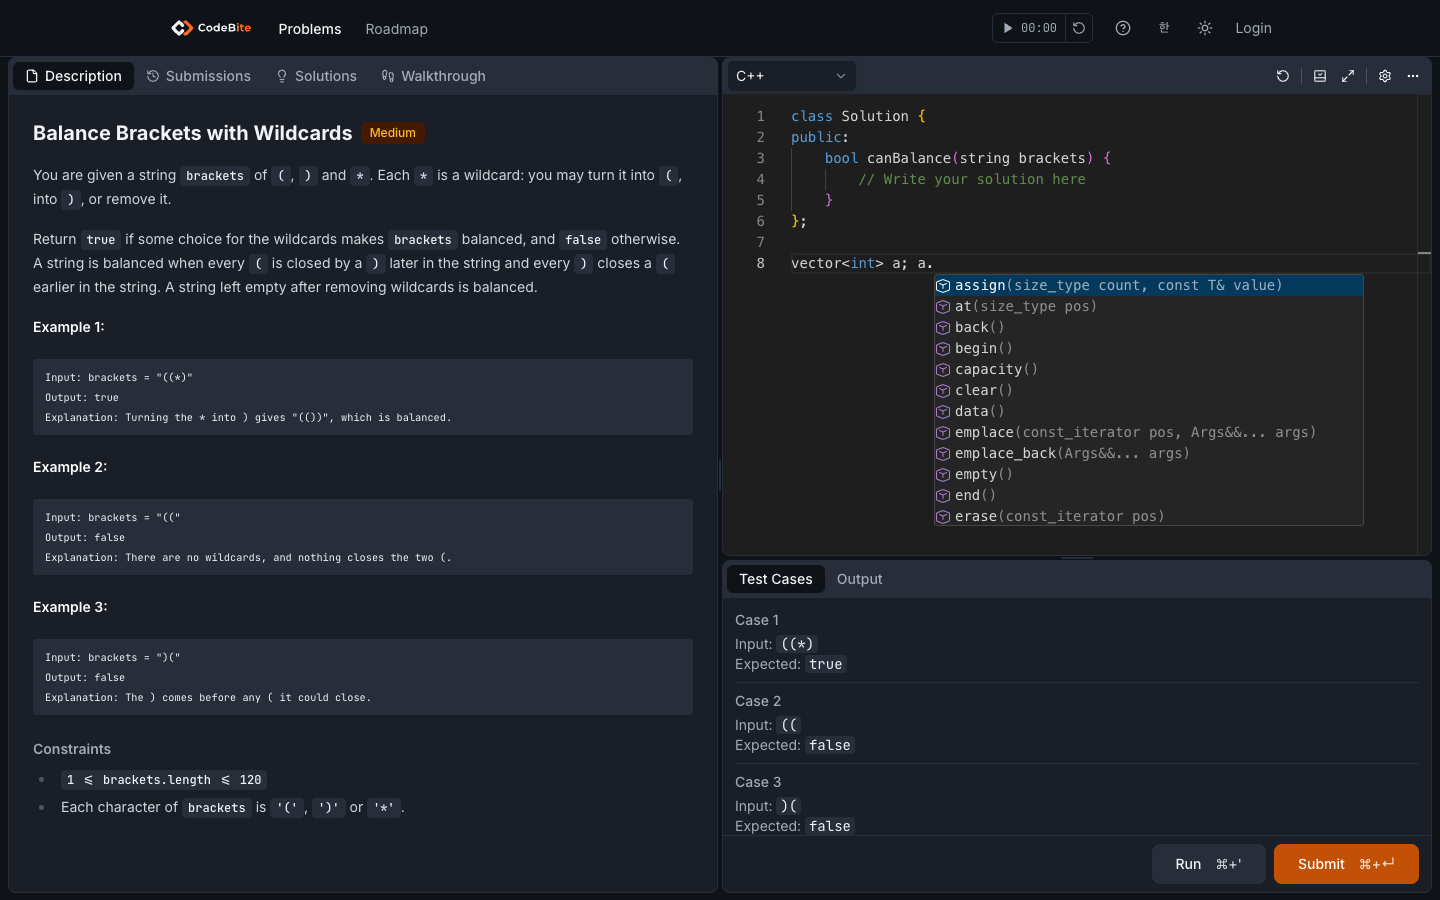 CodeBite
Problems
Roadmap
00:00
한
Login
Description
Submissions
Solutions
Walkthrough
Balance Brackets with Wildcards
Medium
You are given a string brackets of ( , ) and * . Each * is a wildcard: you may turn it into ( ,
into ) , or remove it.
Return true if some choice for the wildcards makes brackets balanced, and false otherwise.
A string is balanced when every ( is closed by a ) later in the string and every ) closes a (
earlier in the string. A string left empty after removing wildcards is balanced.
Example 1:
Input: brackets = "((*)"
Output: true
Explanation: Turning the * into ) gives "(())", which is balanced.
Example 2:
Input: brackets = "(("
Output: false
Explanation: There are no wildcards, and nothing closes the two (.
Example 3:
Input: brackets = ")("
Output: false
Explanation: The ) comes before any ( it could close.
Constraints
• 1 ≤ brackets.length ≤ 120
• Each character of brackets is '(' , ')' or '*' .
C++
1 class Solution {
2 public:
3 bool canBalance(string brackets) {
4 // Write your solution here
5 }
6 };
7
8 vector<int> a; a.
assign(size_type count, const T& value)
at(size_type pos)
back()
begin()
capacity()
clear()
data()
emplace(const_iterator pos, Args&&... args)
emplace_back(Args&&... args)
empty()
end()
erase(const_iterator pos)
Test Cases
Output
Case 1
Input: ((*)
Expected: true
Case 2
Input: ((
Expected: false
Case 3
Input: )(
Expected: false
Run ⌘+'
Submit ⌘+↵